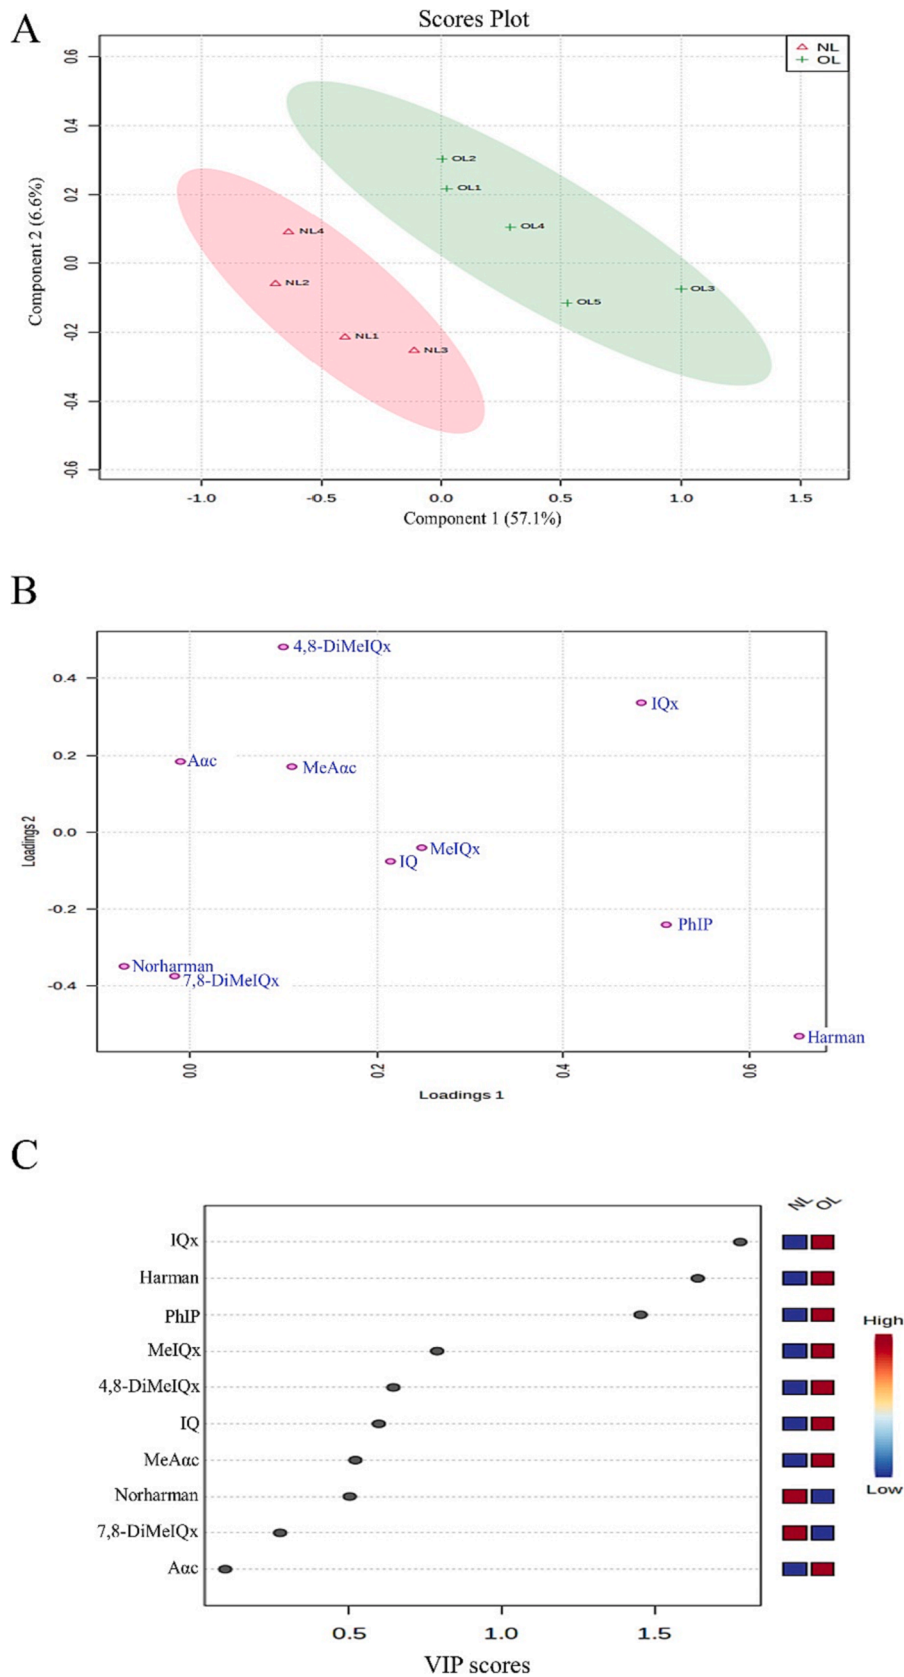 A
Scores Plot
NL
OL
0.6
0.4
0.2
0.0
-0.2
-0.4
-0.6
Component 2 (6.6%)
OL2
OL1
NL4
OL4
NL2
OL3
OL5
NL1
NL3
-1.0 -0.5 0.0 0.5 1.0 1.5
Component 1 (57.1%)
B
0.4
0.2
0.0
-0.2
-0.4
Loadings 2
4,8-DiMeIQx
IQx
Aαc
MeAαc
MeIQx
IQ
PhIP
Norharman
7,8-DiMeIQx
Harman
0.0 0.2 0.4 0.6
Loadings 1
C
NL OL
IQx
Harman
PhIP
MeIQx
4,8-DiMeIQx
IQ
MeAαc
Norharman
7,8-DiMeIQx
Aαc
High
Low
0.5 1.0 1.5
VIP scores